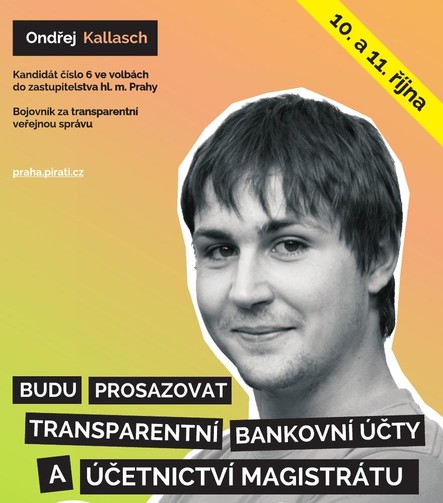 Ondřej Kallasch
10. a 11. října
Kandidát číslo 6 ve volbách
do zastupitelstva hl. m. Prahy
Bojovník za transparentní
veřejnou správu
praha.pirati.cz
BUDU PROSAZOVAT
TRANSPARENTNÍ BANKOVNÍ ÚČTY
A ÚČETNICTVÍ MAGISTRÁTU